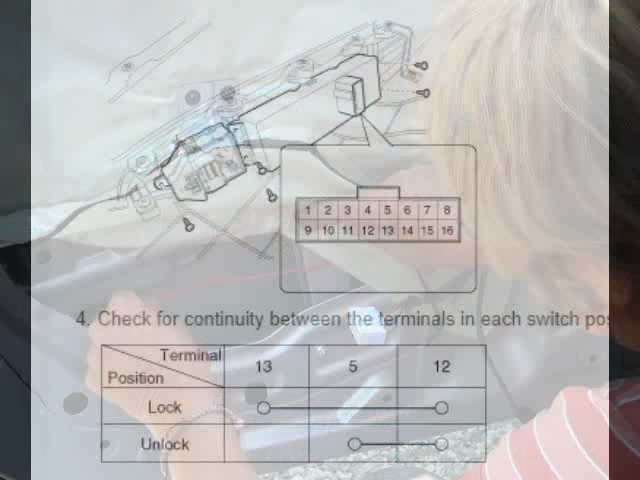 1 2 3 4 5 6 7 8
9 10 11 12 13 14 15 16
4. Check for continuity between the terminals in each switch pos
Terminal
Position
13 5 12
Lock
Unlock